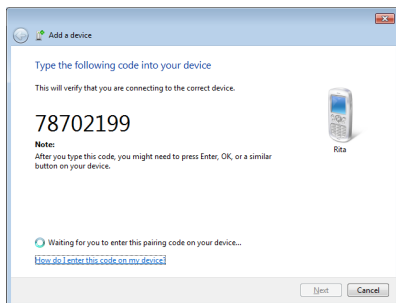 Add a device
Type the following code into your device
This will verify that you are connecting to the correct device.
78702199
Note:
After you type this code, you might need to press Enter, OK, or a similar
button on your device.
Rita
Waiting for you to enter this pairing code on your device...
How do I enter this code on my device?
Next Cancel